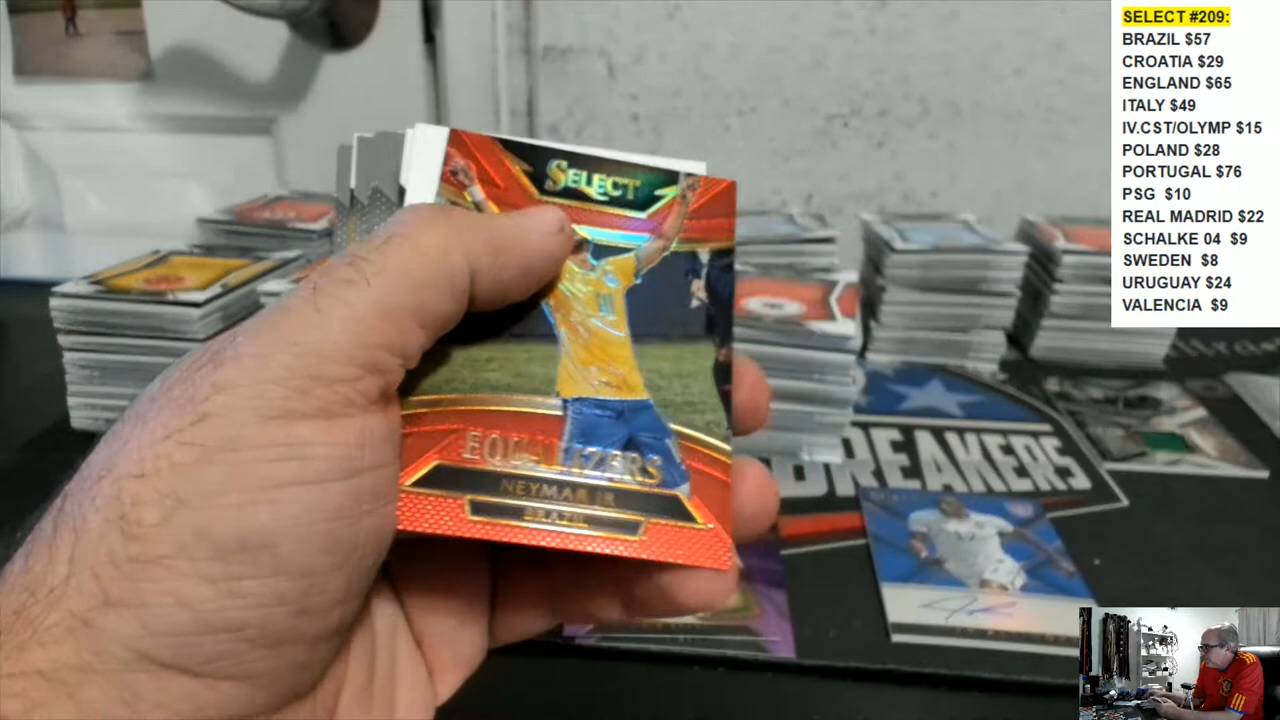 SELECT #209:
BRAZIL $57
CROATIA $29
ENGLAND $65
ITALY $49
IV.CST/OLYMP $15
POLAND $28
PORTUGAL $76
PSG $10
REAL MADRID $22
SCHALKE 04 $9
SWEDEN $8
URUGUAY $24
VALENCIA $9
SELECT
EQUALIZERS
NEYMAR JR
BRAZIL
BREAKERS